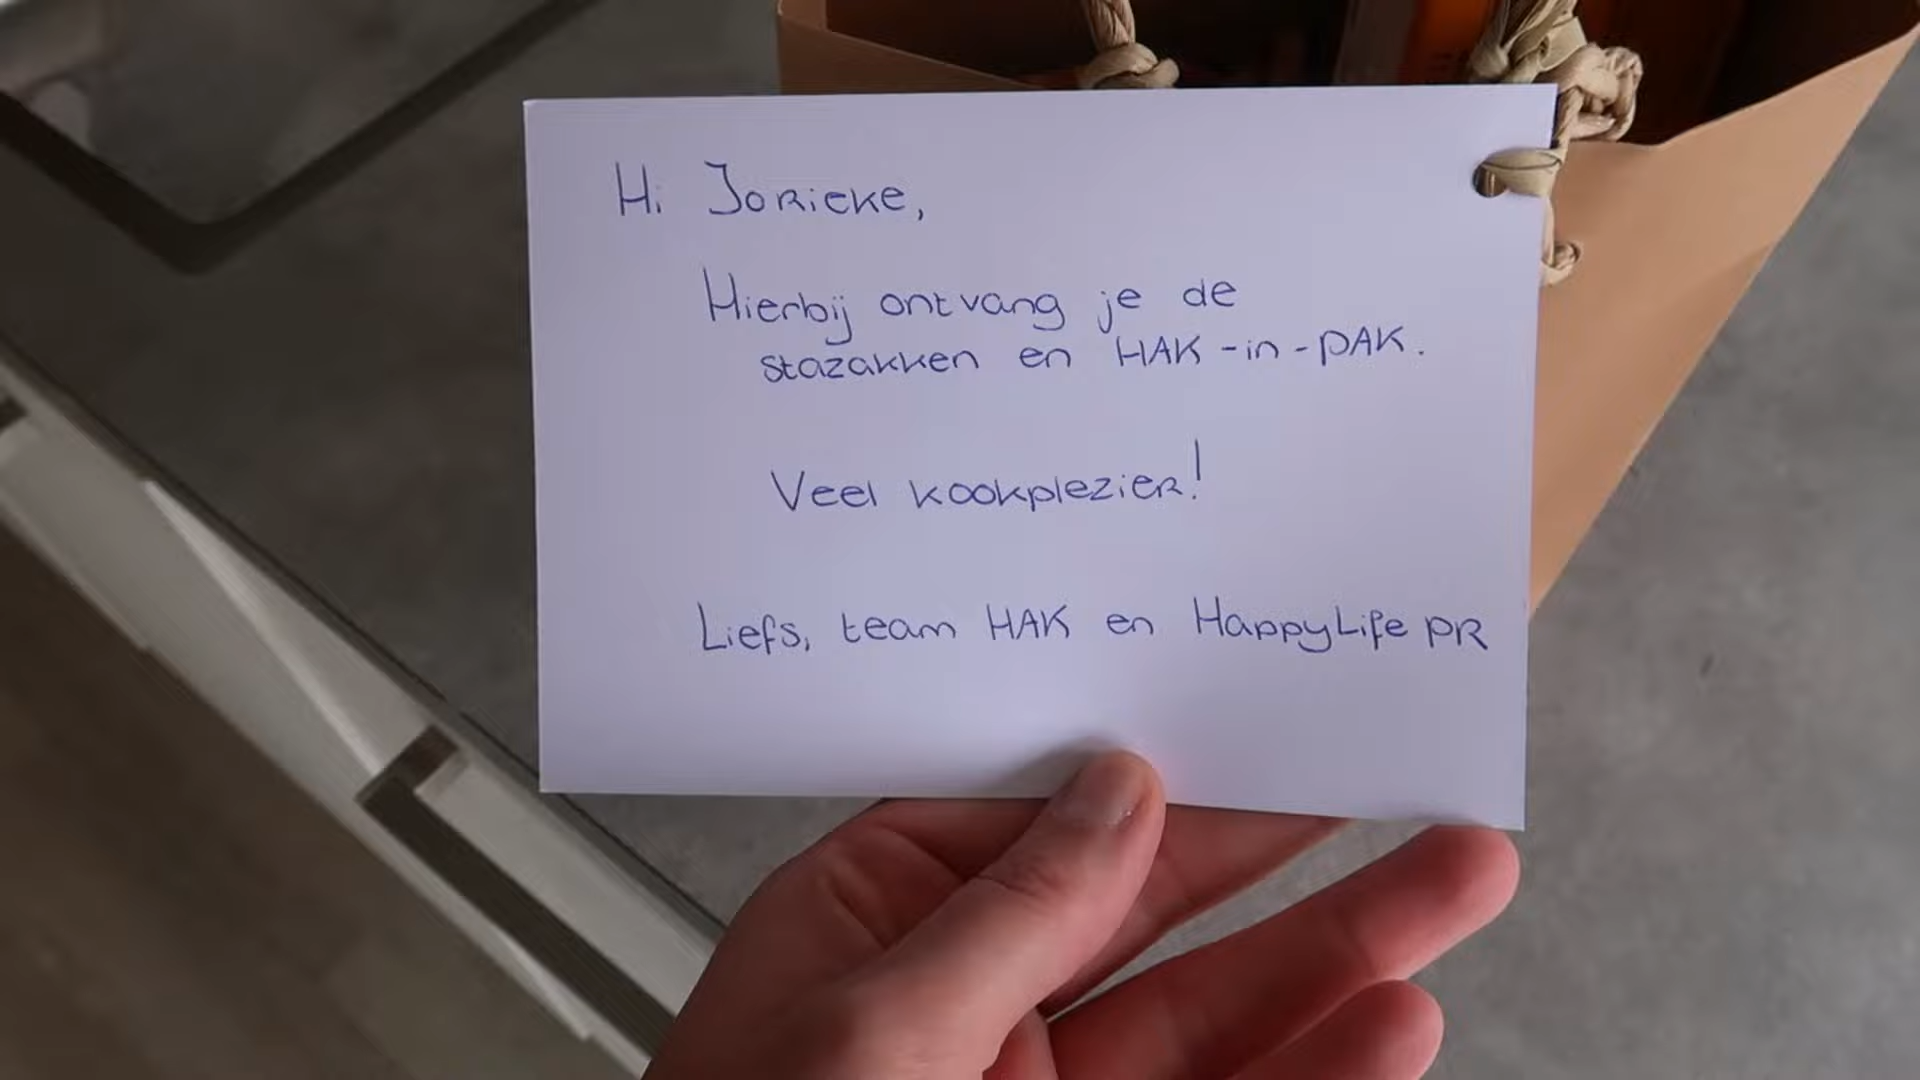 Hi Jorieke,
Hierbij ontvang je de
stazakken en HAK-in-PAK.
Veel kookplezier!
Liefs, team HAK en HappyLife PR